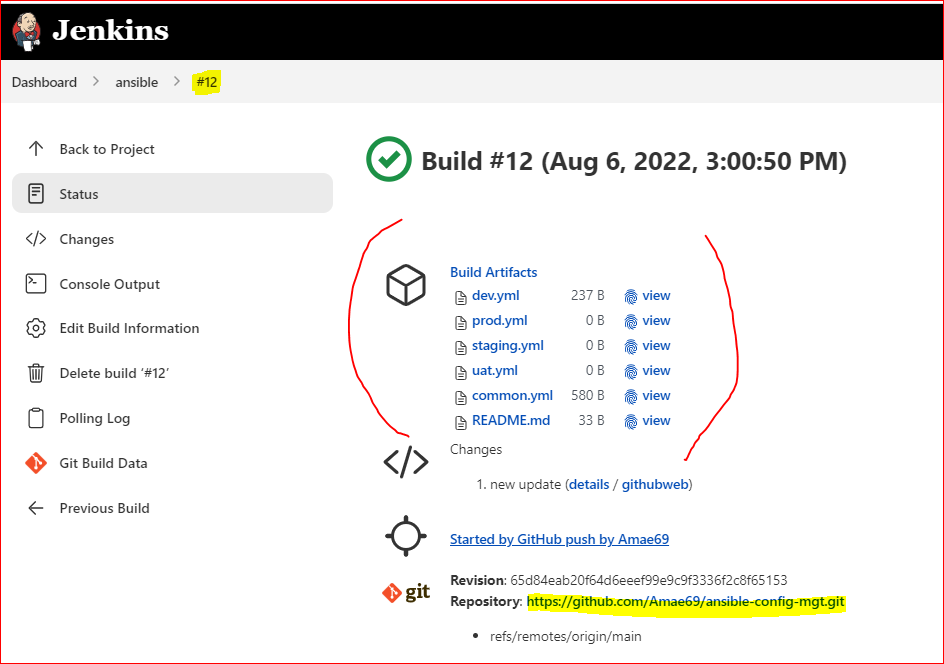 Jenkins
Dashboard > ansible > #12
Back to Project
Status
Changes
Console Output
Edit Build Information
Delete build ‘#12’
Polling Log
Git Build Data
Previous Build
Build #12 (Aug 6, 2022, 3:00:50 PM)
Build Artifacts
dev.yml 237 B view
prod.yml 0 B view
staging.yml 0 B view
uat.yml 0 B view
common.yml 580 B view
README.md 33 B view
Changes
1. new update (details / githubweb)
Started by GitHub push by Amae69
git
Revision: 65d84eab20f64d6eeef99e9c9f3336f2c8f65153
Repository: https://github.com/Amae69/ansible-config-mgt.git
• refs/remotes/origin/main